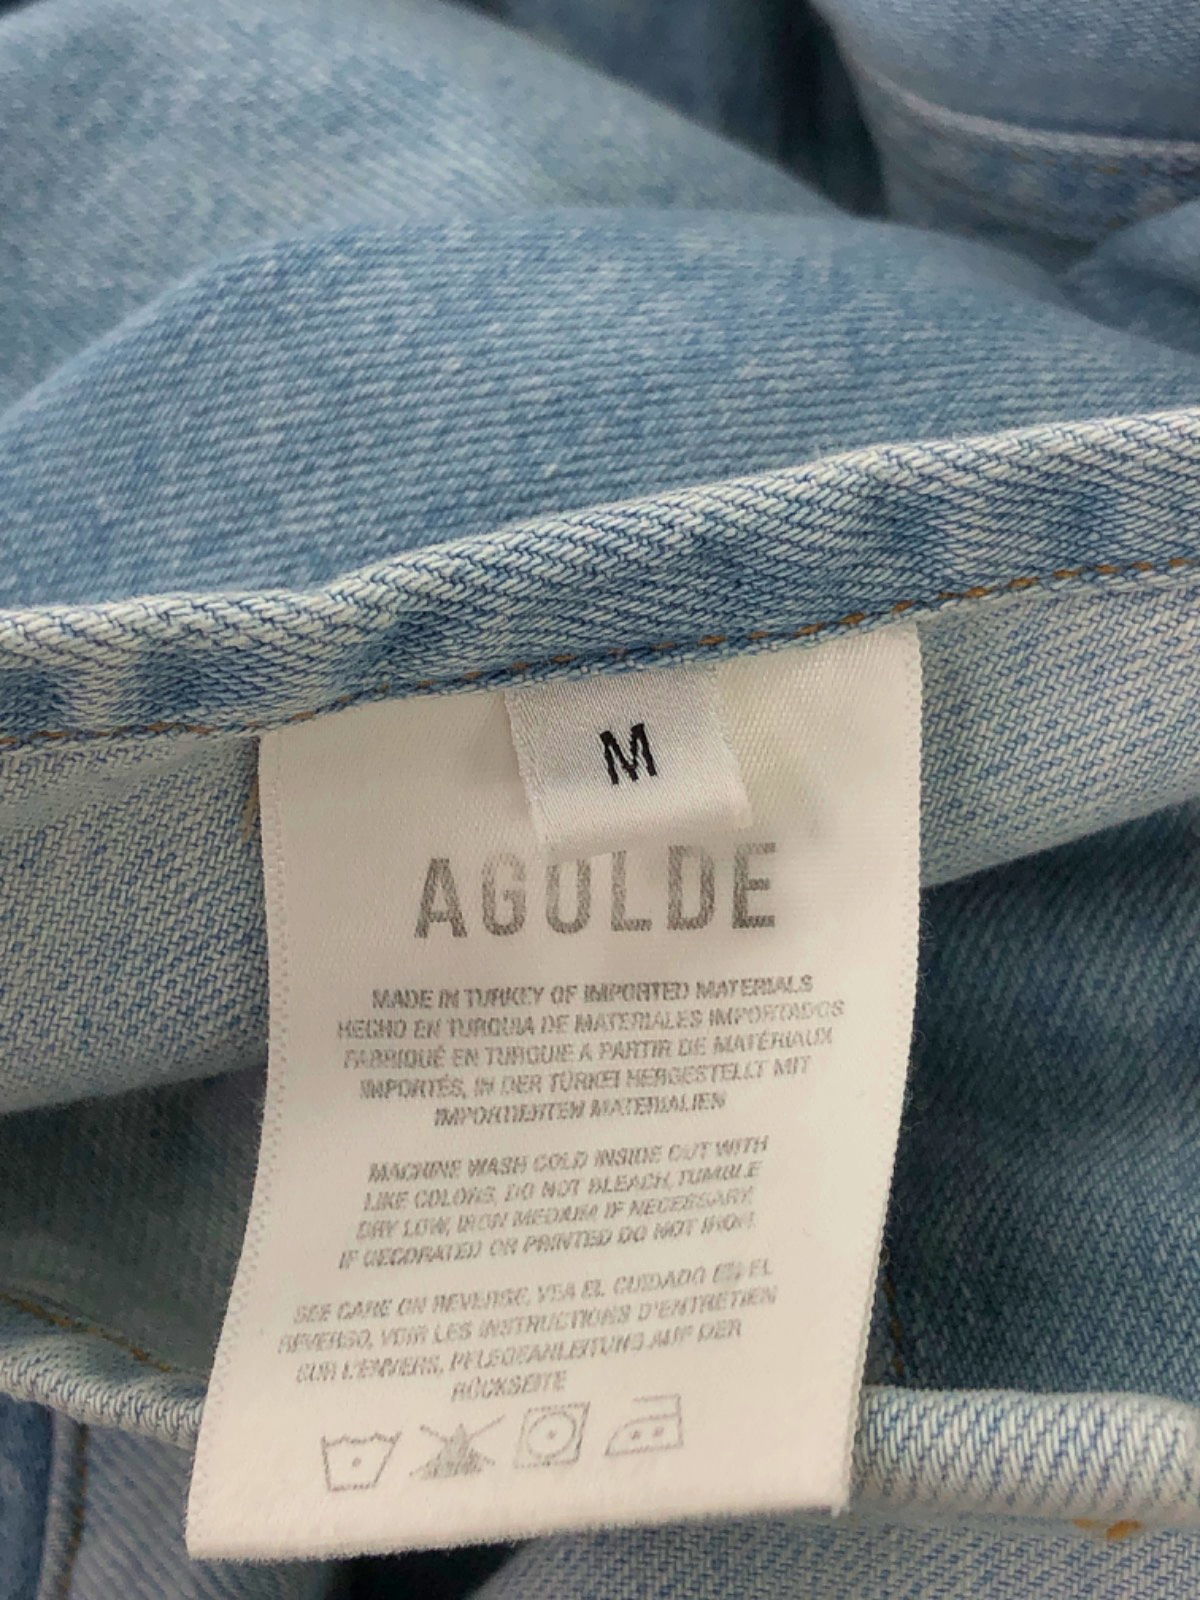 M
AGOLDE
MADE IN TURKEY OF IMPORTED MATERIALS
HECHO EN TURQUIA DE MATERIALES IMPORTADOS
FABRIQUÉ EN TURQUIE A PARTIR DE MATÉRIAUX
IMPORTÉS, IN DER TÜRKEI HERGESTELLT MIT
IMPORTIERTEN MATERIALIEN
MACHINE WASH COLD INSIDE OUT WITH
LIKE COLORS, DO NOT BLEACH, TUMBLE
DRY LOW, IRON MEDIUM IF NECESSARY.
IF DECORATED OR PRINTED DO NOT IRON.
SEE CARE ON REVERSE, VEA EL CUIDADO EN EL
REVERSO, VOIR LES INSTRUCTIONS D'ENTRETIEN
SUR L'ENVERS, PFLEGEANLEITUNG AUF DER
RÜCKSEITE